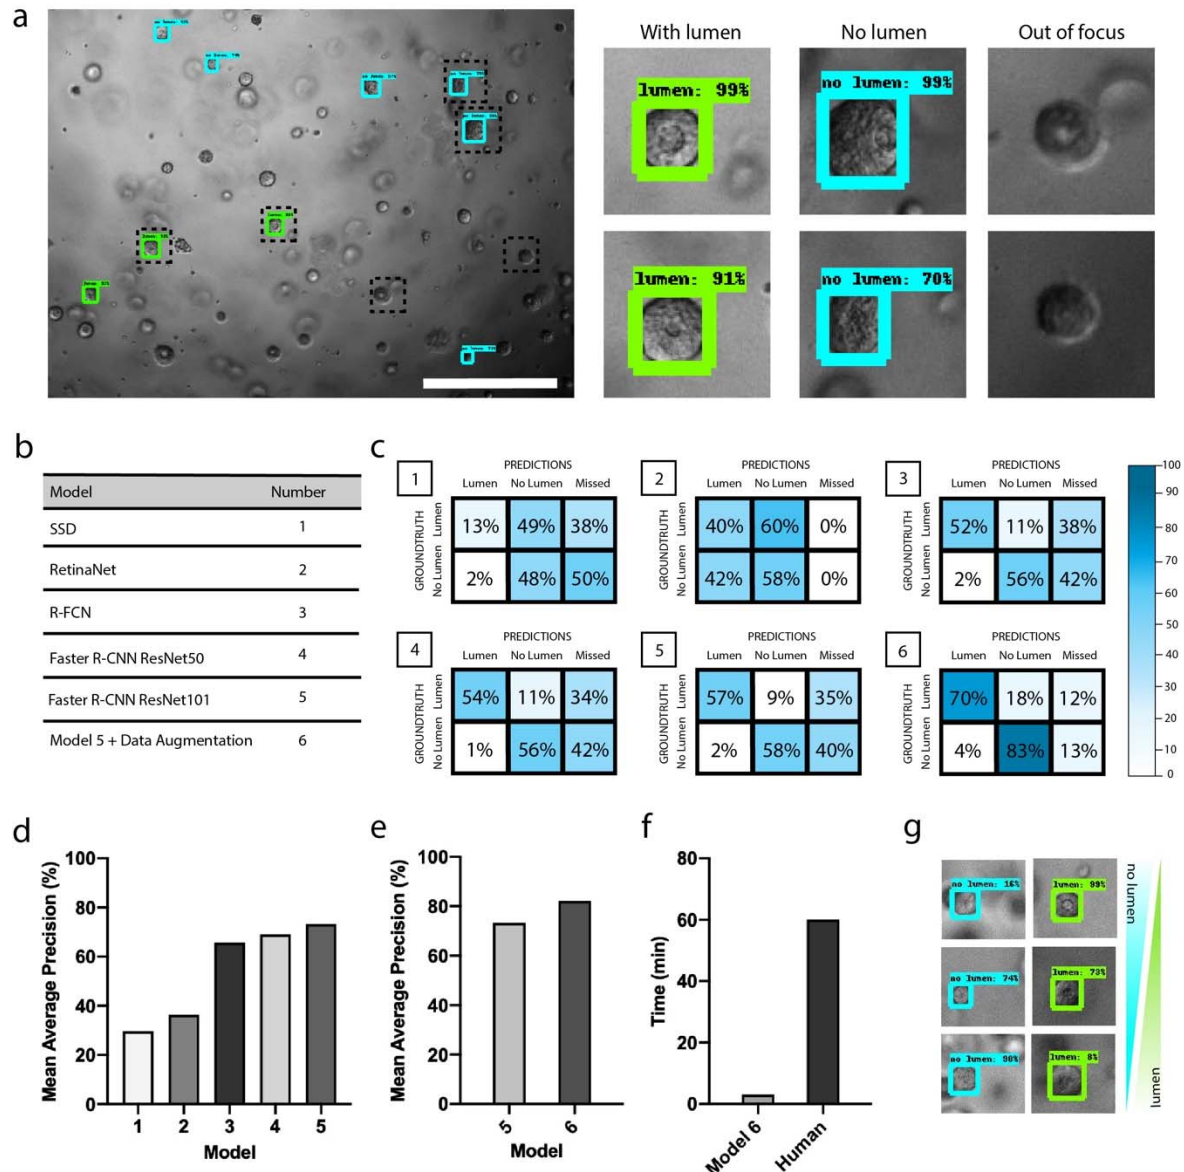 a
With lumen
No lumen
Out of focus
lumen: 99%
no lumen: 99%
lumen: 91%
no lumen: 70%
b
Model Number
SSD 1
RetinaNet 2
R-FCN 3
Faster R-CNN ResNet50 4
Faster R-CNN ResNet101 5
Model 5 + Data Augmentation 6
c
1
PREDICTIONS
Lumen No Lumen Missed
GROUNDTRUTH
Lumen
No Lumen
13% 49% 38%
2% 48% 50%
2
PREDICTIONS
Lumen No Lumen Missed
GROUNDTRUTH
Lumen
No Lumen
40% 60% 0%
42% 58% 0%
3
PREDICTIONS
Lumen No Lumen Missed
GROUNDTRUTH
Lumen
No Lumen
52% 11% 38%
2% 56% 42%
4
PREDICTIONS
Lumen No Lumen Missed
GROUNDTRUTH
Lumen
No Lumen
54% 11% 34%
1% 56% 42%
5
PREDICTIONS
Lumen No Lumen Missed
GROUNDTRUTH
Lumen
No Lumen
57% 9% 35%
2% 58% 40%
6
PREDICTIONS
Lumen No Lumen Missed
GROUNDTRUTH
Lumen
No Lumen
70% 18% 12%
4% 83% 13%
100
90
80
70
60
50
40
30
20
10
0
d
Mean Average Precision (%)
100
80
60
40
20
0
1 2 3 4 5
Model
e
Mean Average Precision (%)
100
80
60
40
20
0
5 6
Model
f
Time (min)
80
60
40
20
0
Model 6
Human
g
no lumen: 16%
lumen: 99%
no lumen: 74%
lumen: 73%
no lumen: 98%
lumen: 8%
no lumen
lumen